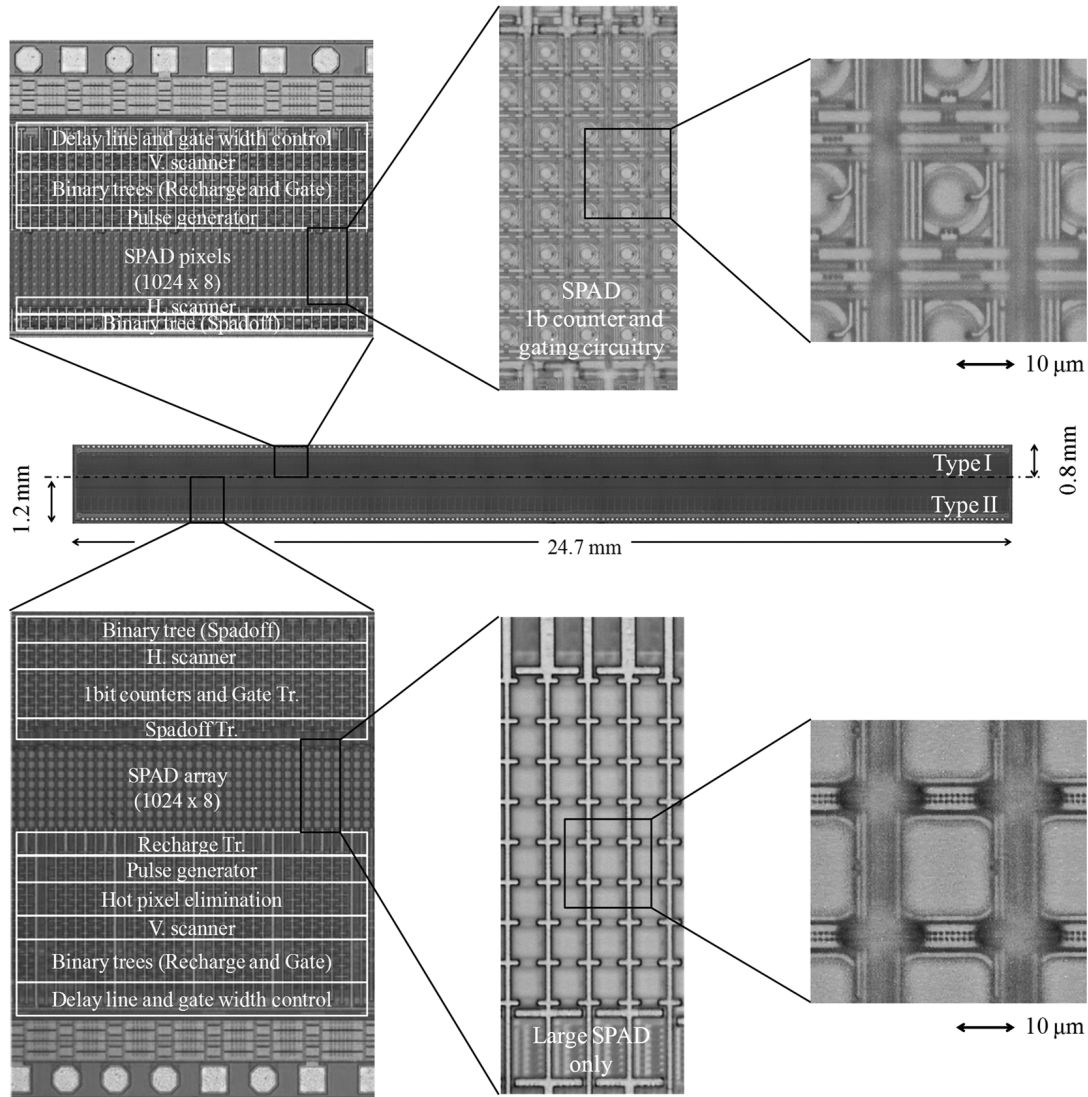 Delay line and gate width control
V. scanner
Binary trees (Recharge and Gate)
Pulse generator
SPAD pixels
(1024 x 8)
H. scanner
Binary tree (Spadoff)
SPAD
1b counter and
gating circuitry
10 μm
Type I
Type II
0.8 mm
1.2 mm
24.7 mm
Binary tree (Spadoff)
H. scanner
1bit counters and Gate Tr.
Spadoff Tr.
SPAD array
(1024 x 8)
Recharge Tr.
Pulse generator
Hot pixel elimination
V. scanner
Binary trees (Recharge and Gate)
Delay line and gate width control
Large SPAD
only
10 μm